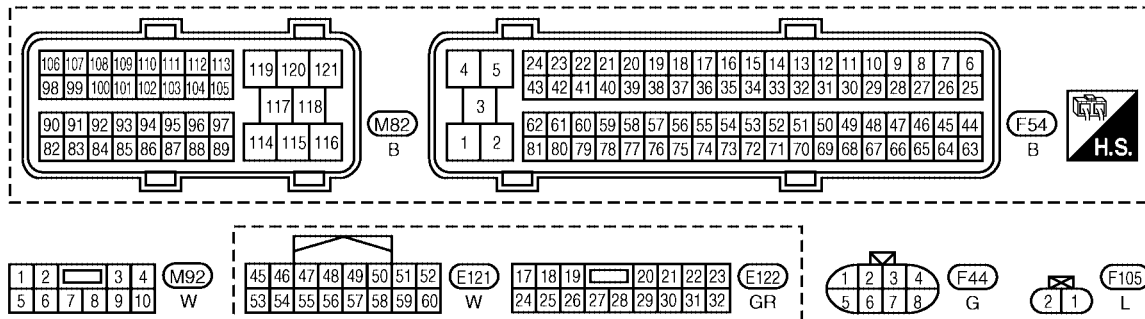 106 107 108 109 110 111 112 113 119 120 121
98 99 100 101 102 103 104 105
117 118
90 91 92 93 94 95 96 97
82 83 84 85 86 87 88 89 114 115 116
M82
B
4 5 24 23 22 21 20 19 18 17 16 15 14 13 12 11 10 9 8 7 6
43 42 41 40 39 38 37 36 35 34 33 32 31 30 29 28 27 26 25
3
62 61 60 59 58 57 56 55 54 53 52 51 50 49 48 47 46 45 44
1 2 81 80 79 78 77 76 75 74 73 72 71 70 69 68 67 66 65 64 63
F54
B
H.S.
1 2 3 4
5 6 7 8 9 10
M92
W
45 46 47 48 49 50 51 52
53 54 55 56 57 58 59 60
E121
W
17 18 19 20 21 22 23
24 25 26 27 28 29 30 31 32
E122
GR
1 2 3 4
5 6 7 8
F44
G
2 1
F105
L